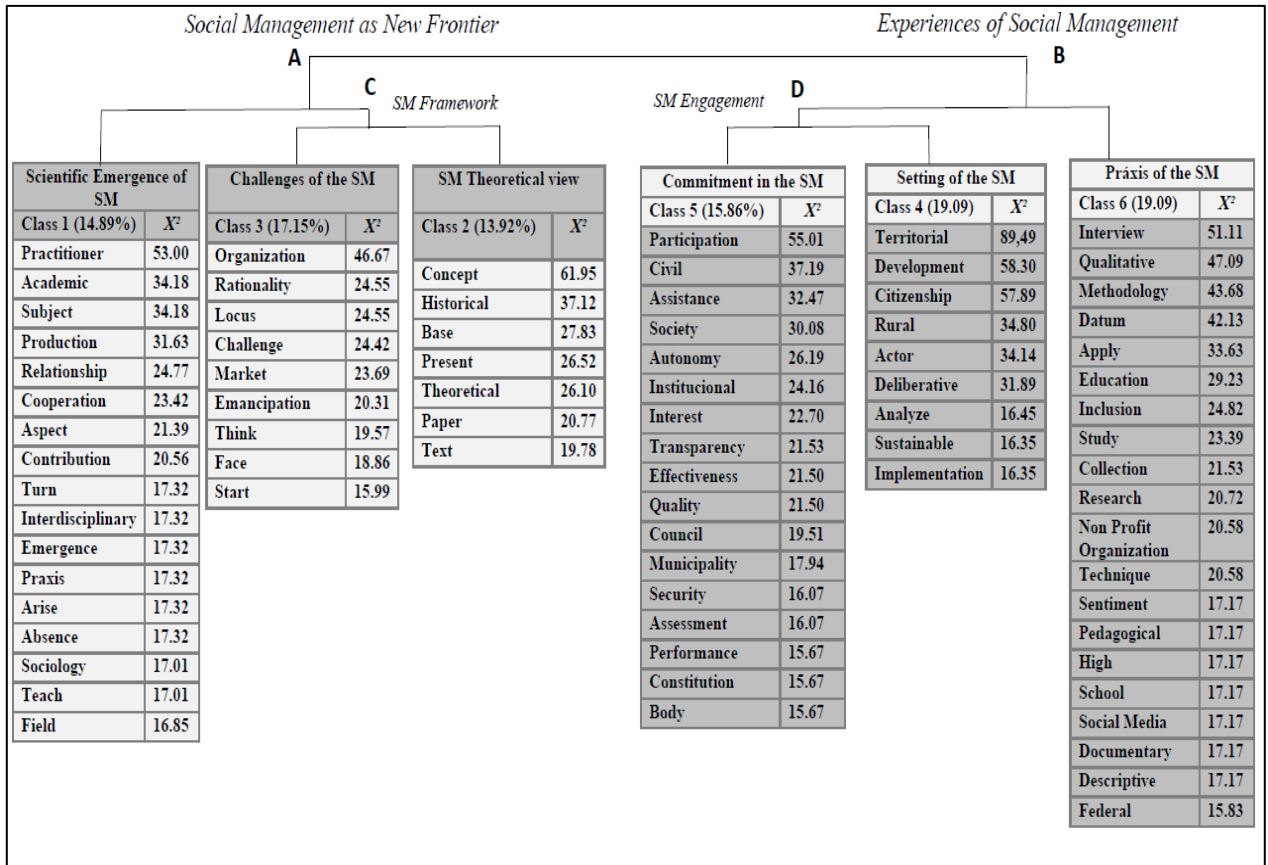 Social Management as New Frontier
Experiences of Social Management
A
B
C
SM Framework
SM Engagement
D
Scientific Emergence of
SM
Class 1 (14.89%) X²
Practitioner 53.00
Academic 34.18
Subject 34.18
Production 31.63
Relationship 24.77
Cooperation 23.42
Aspect 21.39
Contribution 20.56
Turn 17.32
Interdisciplinary 17.32
Emergence 17.32
Praxis 17.32
Arise 17.32
Absence 17.32
Sociology 17.01
Teach 17.01
Field 16.85
Challenges of the SM
Class 3 (17.15%) X²
Organization 46.67
Rationality 24.55
Locus 24.55
Challenge 24.42
Market 23.69
Emancipation 20.31
Think 19.57
Face 18.86
Start 15.99
SM Theoretical view
Class 2 (13.92%) X²
Concept 61.95
Historical 37.12
Base 27.83
Present 26.52
Theoretical 26.10
Paper 20.77
Text 19.78
Commitment in the SM
Class 5 (15.86%) X²
Participation 55.01
Civil 37.19
Assistance 32.47
Society 30.08
Autonomy 26.19
Institucional 24.16
Interest 22.70
Transparency 21.53
Effectiveness 21.50
Quality 21.50
Council 19.51
Municipality 17.94
Security 16.07
Assessment 16.07
Performance 15.67
Constitution 15.67
Body 15.67
Setting of the SM
Class 4 (19.09) X²
Territorial 89,49
Development 58.30
Citizenship 57.89
Rural 34.80
Actor 34.14
Deliberative 31.89
Analyze 16.45
Sustainable 16.35
Implementation 16.35
Práxis of the SM
Class 6 (19.09) X²
Interview 51.11
Qualitative 47.09
Methodology 43.68
Datum 42.13
Apply 33.63
Education 29.23
Inclusion 24.82
Study 23.39
Collection 21.53
Research 20.72
Non Profit 20.58
Organization
Technique 20.58
Sentiment 17.17
Pedagogical 17.17
High 17.17
School 17.17
Social Media 17.17
Documentary 17.17
Descriptive 17.17
Federal 15.83